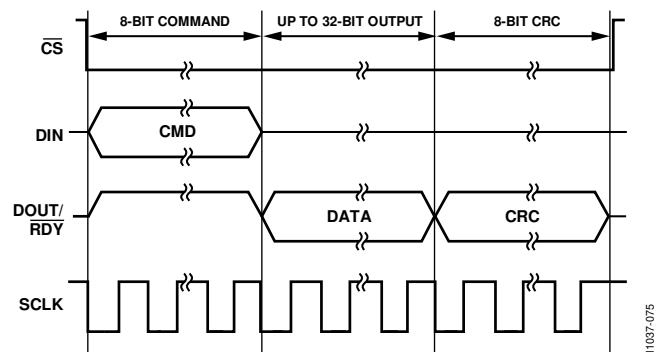 8-BIT COMMAND UP TO 32-BIT OUTPUT 8-BIT CRC
CS
DIN CMD
DOUT/
RDY DATA CRC
SCLK
11037-075